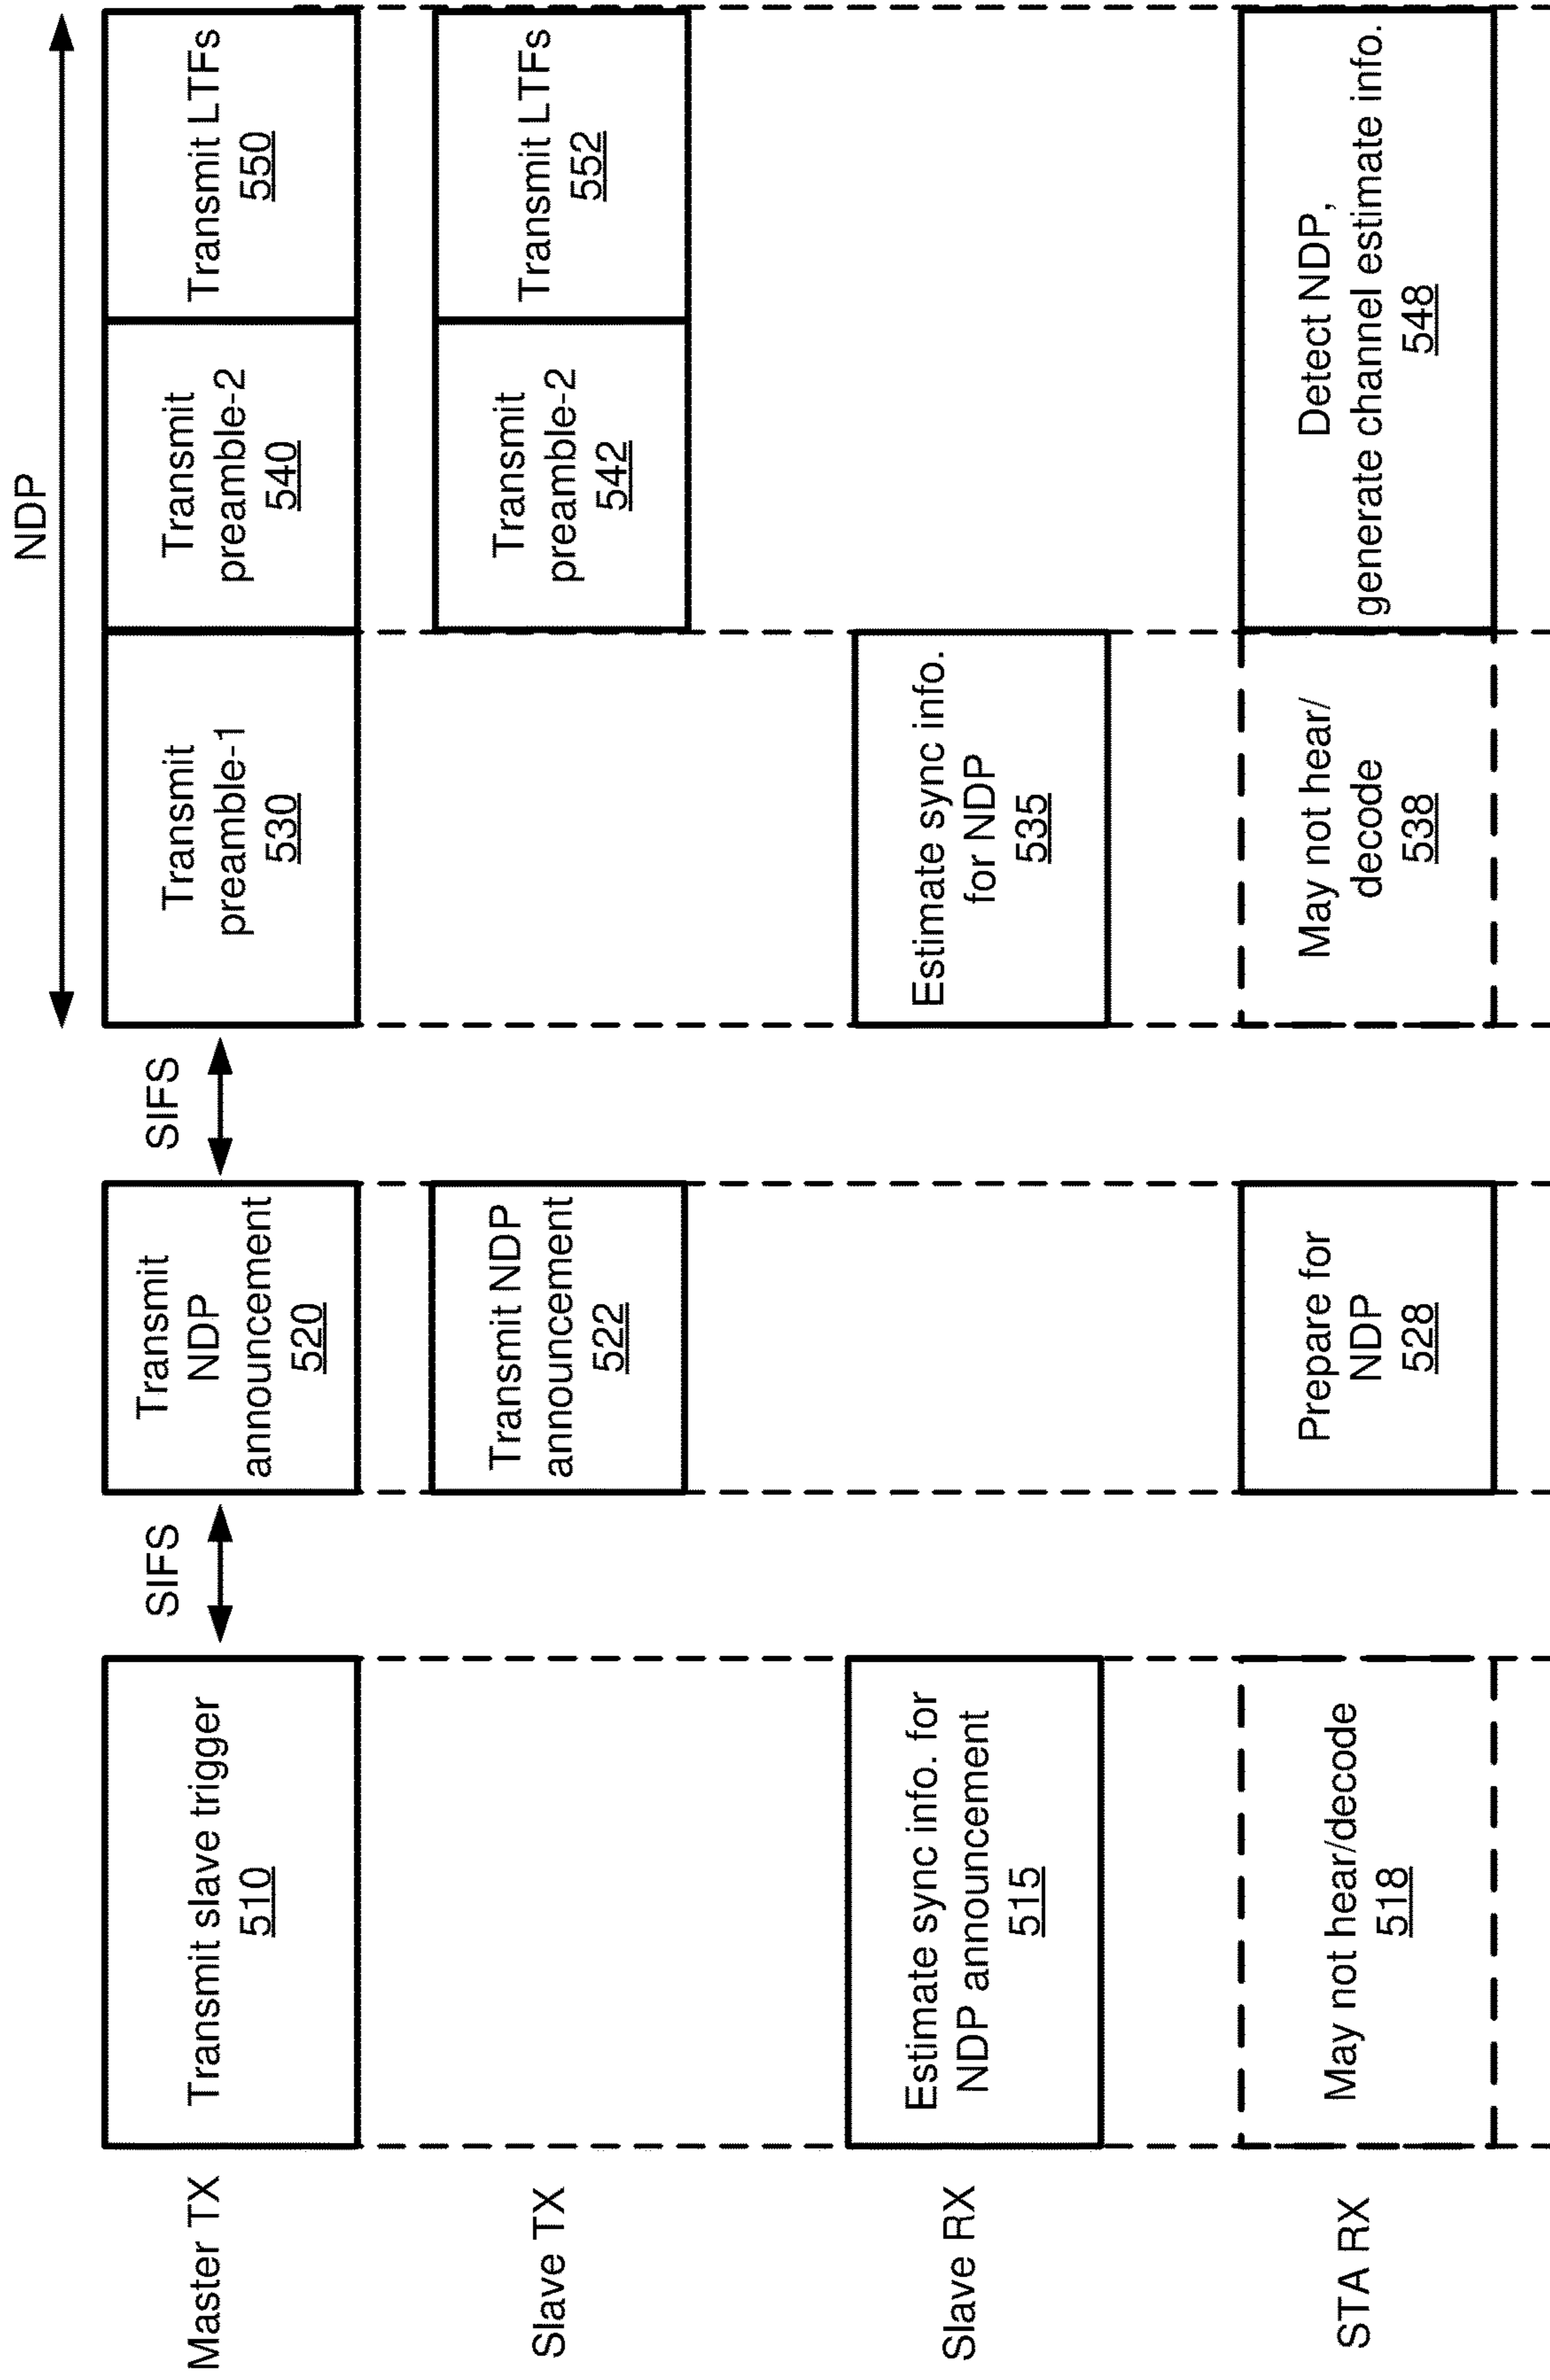 NDP
Master TX
Transmit slave trigger
510
SIFS
Transmit
NDP
announcement
520
SIFS
Transmit
preamble-1
530
Transmit
preamble-2
540
Transmit LTFs
550
Slave TX
Transmit NDP
announcement
522
Transmit
preamble-2
542
Transmit LTFs
552
Slave RX
Estimate sync info. for
NDP announcement
515
Estimate sync info.
for NDP
535
STA RX
May not hear/decode
518
Prepare for
NDP
528
May not hear/
decode
538
Detect NDP,
generate channel estimate info.
548